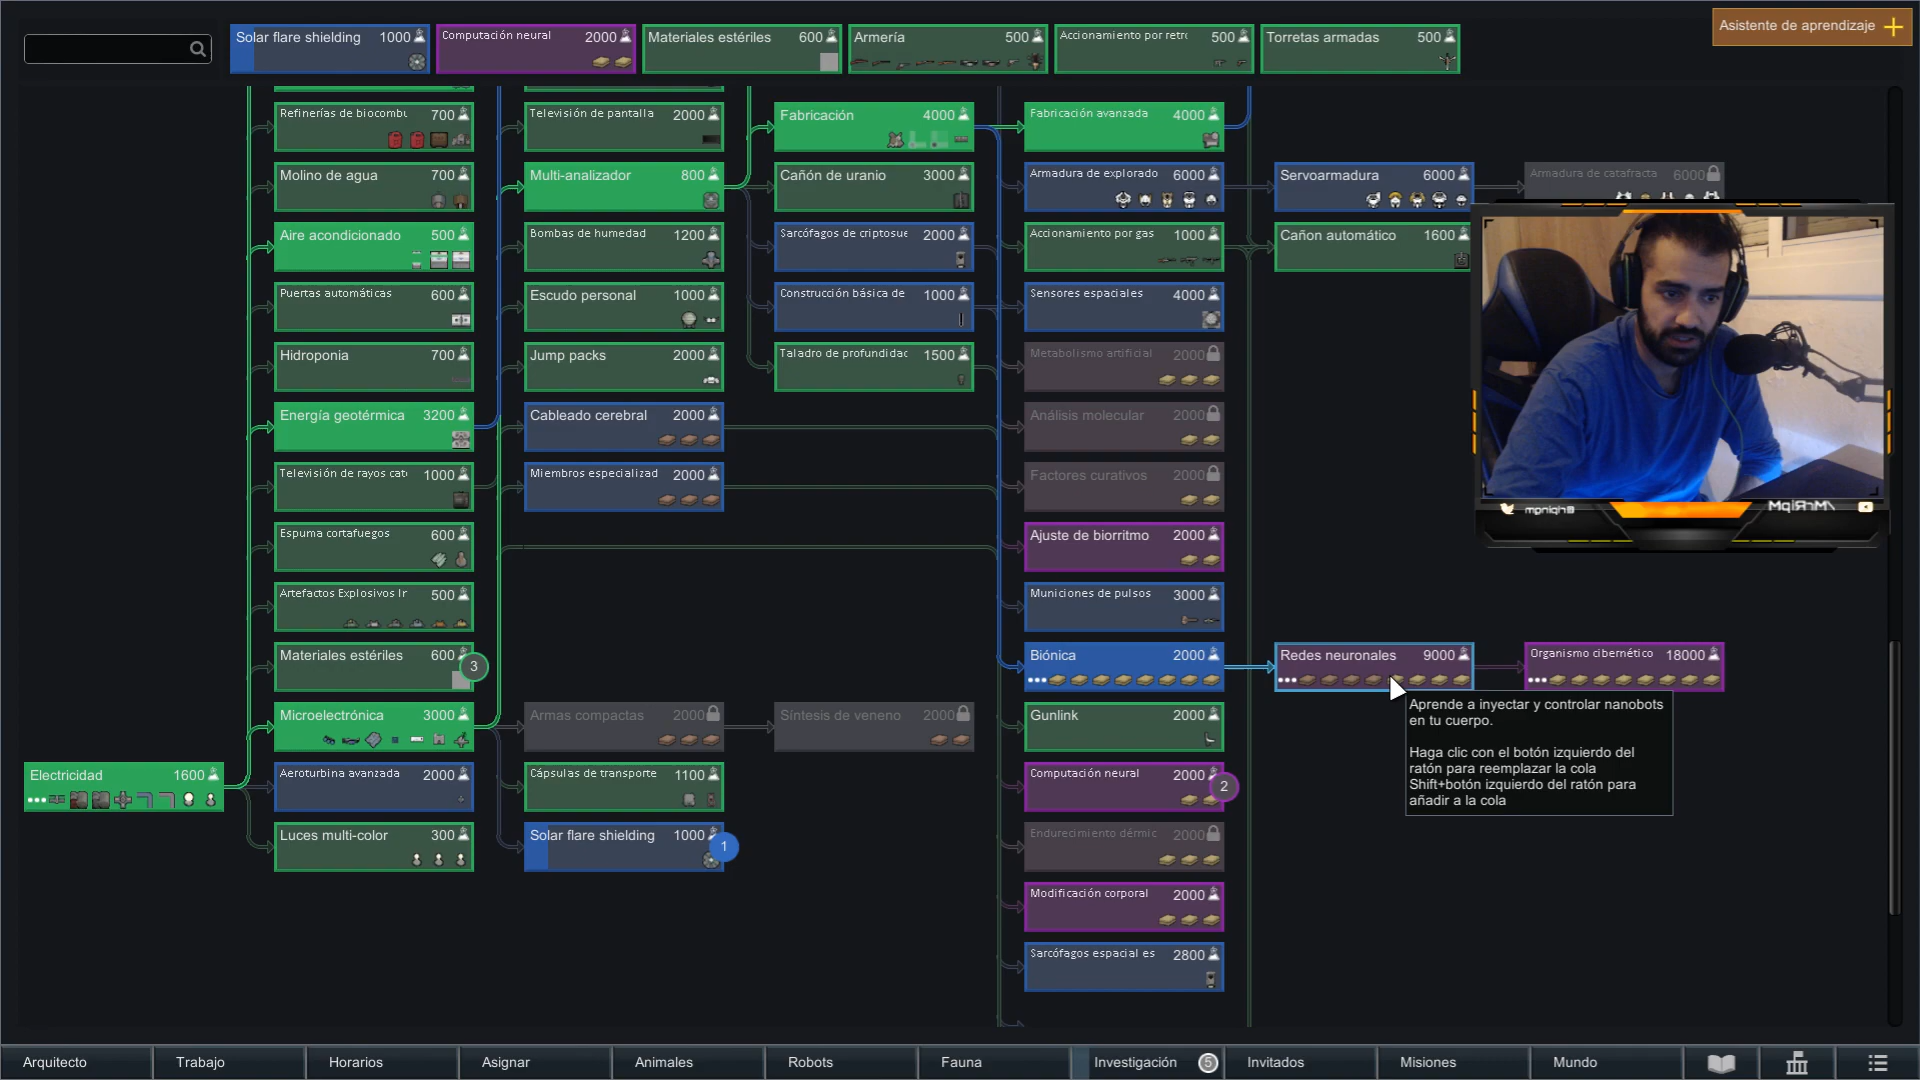 Solar flare shielding 1000
Computación neural 2000
Materiales estériles 600
Armería 500
Accionamiento por retr 500
Torretas armadas 500
Asistente de aprendizaje
Refinerías de biocombu 700
Televisión de pantalla 2000
Fabricación 4000
Fabricación avanzada 4000
Molino de agua 700
Multi-analizador 800
Cañón de uranio 3000
Armadura de explorado 6000
Servoarmadura 6000
Armadura de catafracta 6000
Aire acondicionado 500
Bombas de humedad 1200
Sarcófagos de criptosue 2000
Accionamiento por gas 1000
Cañon automático 1600
Puertas automáticas 600
Escudo personal 1000
Construcción básica de 1000
Sensores espaciales 4000
Hidroponia 700
Jump packs 2000
Taladro de profundidad 1500
Metabolismo artificial 2000
Energía geotérmica 3200
Cableado cerebral 2000
Análisis molecular 2000
Televisión de rayos cat 1000
Miembros especializad 2000
Factores curativos 2000
Espuma cortafuegos 600
Ajuste de biorritmo 2000
Artefactos Explosivos Ir 500
Municiones de pulsos 3000
Materiales estériles 600
3
Biónica 2000
Redes neuronales 9000
Organismo cibernético 18000
Microelectrónica 3000
Armas compactas 2000
Síntesis de veneno 2000
Gunlink 2000
Aprende a inyectar y controlar nanobots
en tu cuerpo.
Haga clic con el botón izquierdo del
ratón para reemplazar la cola
Shift+botón izquierdo del ratón para
añadir a la cola
Electricidad 1600
Aeroturbina avanzada 2000
Cápsulas de transporte 1100
Computación neural 2000
2
Luces multi-color 300
Solar flare shielding 1000
1
Endurecimiento dérmic 2000
Modificación corporal 2000
Sarcófagos espacial es 2800
Arquitecto
Trabajo
Horarios
Asignar
Animales
Robots
Fauna
Investigación 5
Invitados
Misiones
Mundo